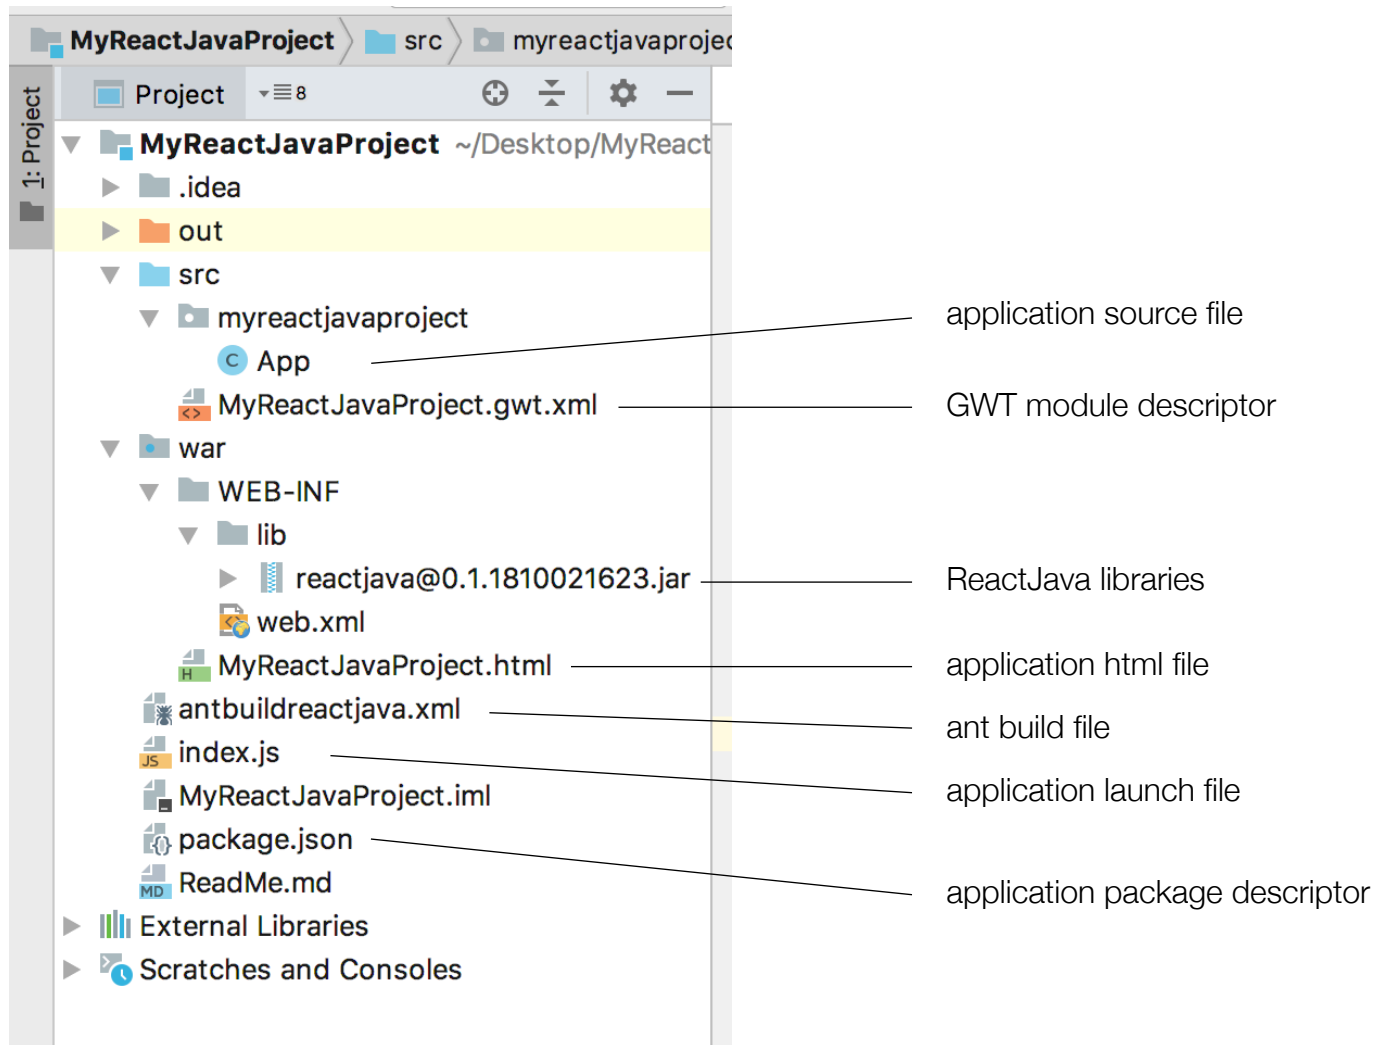 MyReactJavaProject src myreactjavaprojec
1: Project
Project 8
MyReactJavaProject ~/Desktop/MyReact
.idea
out
src
myreactjavaproject
application source file
C App
<> MyReactJavaProject.gwt.xml
GWT module descriptor
war
WEB-INF
lib
reactjava@0.1.1810021623.jar
ReactJava libraries
<> web.xml
H MyReactJavaProject.html
application html file
antbuildreactjava.xml
ant build file
JS index.js
application launch file
MyReactJavaProject.iml
{} package.json
application package descriptor
MD ReadMe.md
External Libraries
Scratches and Consoles